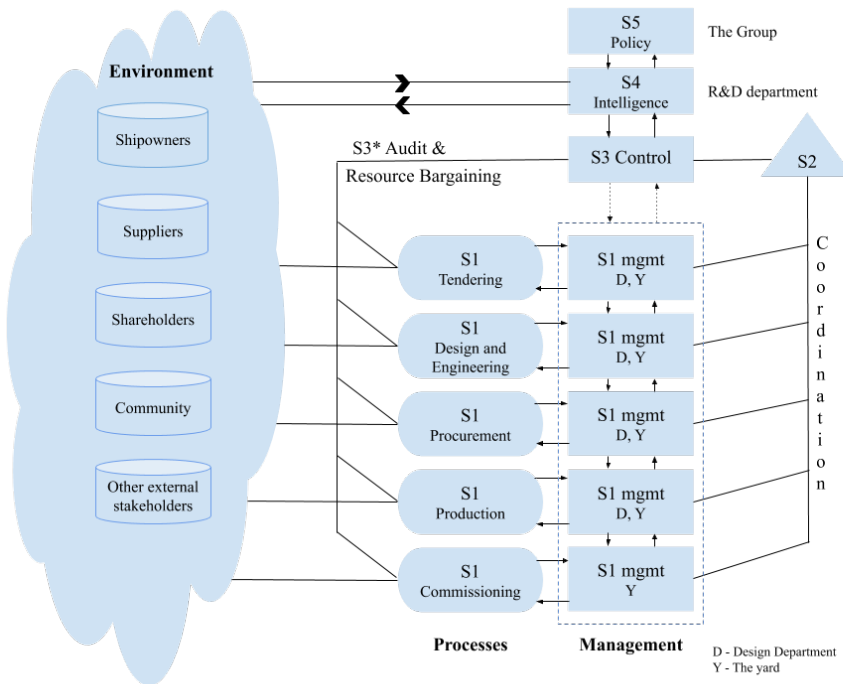 S5
Policy
The Group
Environment
S4
Intelligence
R&D department
Shipowners
S3* Audit &
Resource Bargaining
S3 Control
S2
Suppliers
Coordination
S1
Tendering
S1 mgmt
D, Y
Shareholders
S1
Design and
Engineering
S1 mgmt
D, Y
Community
S1
Procurement
S1 mgmt
D, Y
Other external
stakeholders
S1
Production
S1 mgmt
D, Y
S1
Commissioning
S1 mgmt
Y
Processes
Management
D - Design Department
Y - The yard